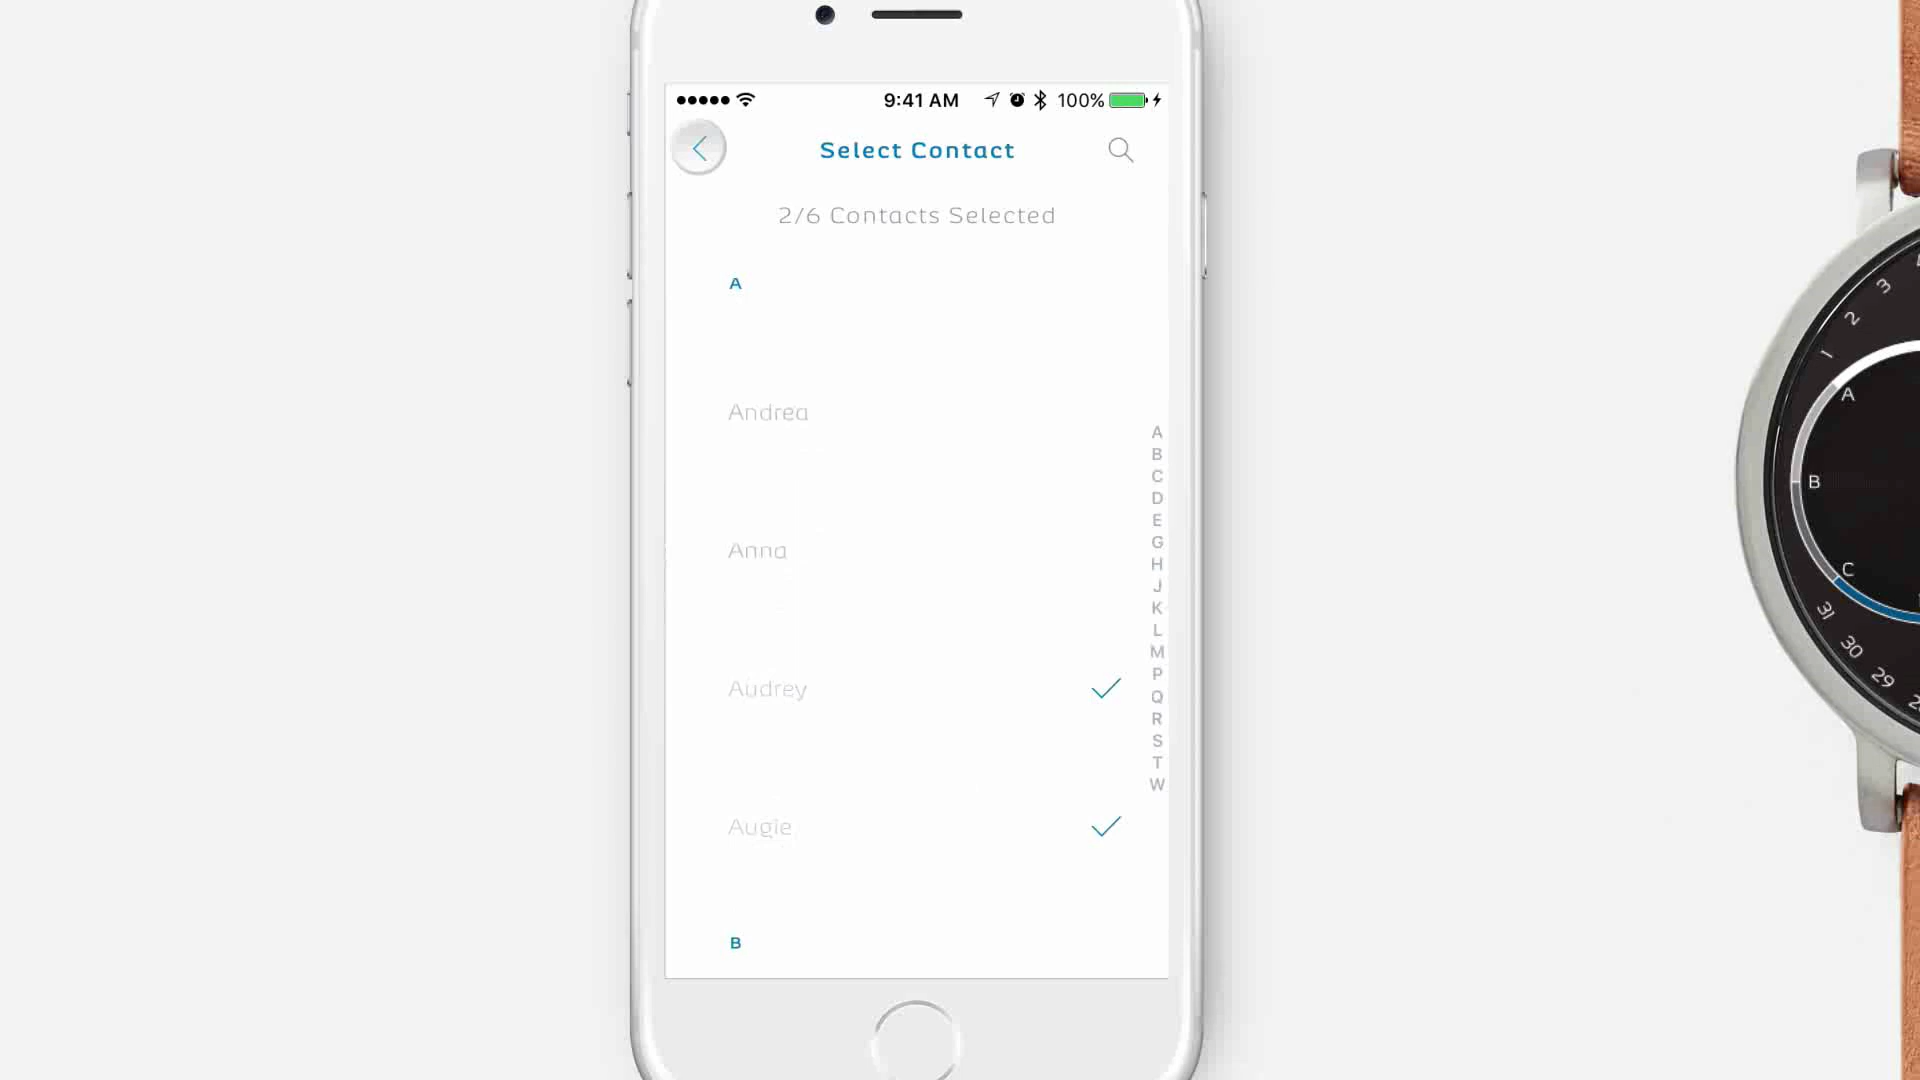 9:41 AM
100%
Select Contact
2/6 Contacts Selected
A
Andrea
Anna
Audrey
Augie
B
A
B
C
D
E
G
H
J
K
L
M
P
Q
R
S
T
W
3
2
1
A
B
C
31
30
29